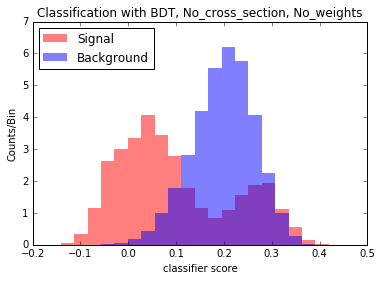 Classification with BDT, No_cross_section, No_weights
7
6
5
4
3
2
1
0
Counts/Bin
Signal
Background
−0.2 −0.1 0.0 0.1 0.2 0.3 0.4 0.5
classifier score